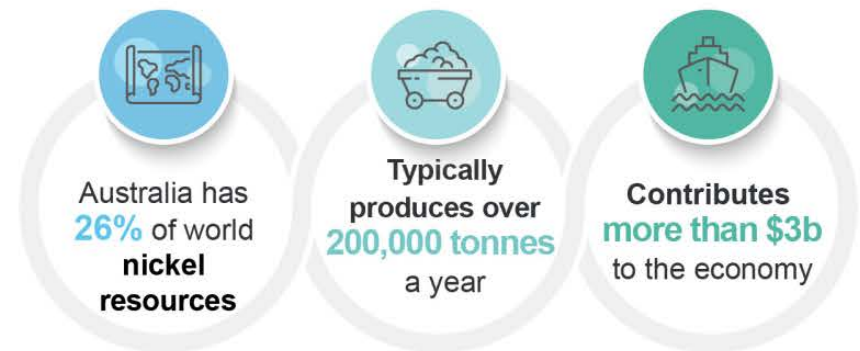 Australia has
26% of world
nickel
resources
Typically
produces over
200,000 tonnes
a year
Contributes
more than $3b
to the economy